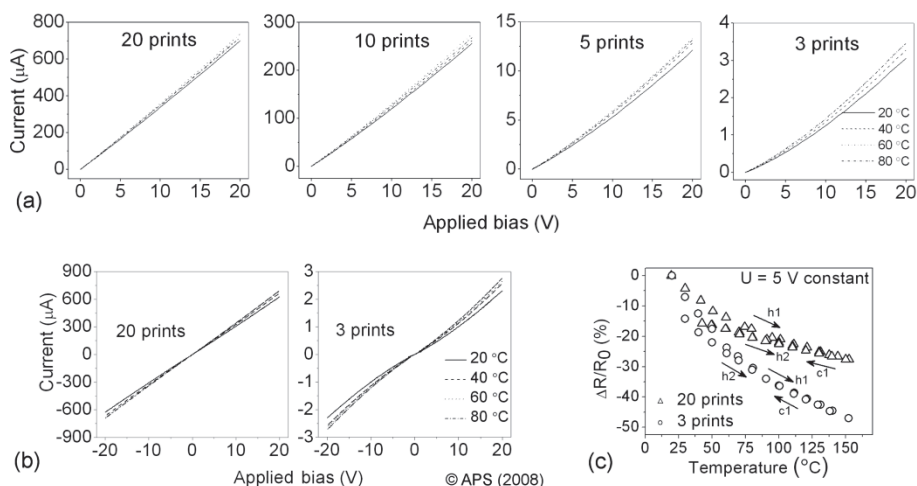 20 prints
10 prints
5 prints
3 prints
Current (μA)
800
600
400
200
0
300
200
100
0
15
10
5
0
4
3
2
1
0
20 °C
40 °C
60 °C
80 °C
0 5 10 15 20
0 5 10 15 20
0 5 10 15 20
0 5 10 15 20
(a)
Applied bias (V)
Current (μA)
900
600
300
0
-300
-600
-900
20 prints
-20 -10 0 10 20
3
2
1
0
-1
-2
-3
3 prints
20 °C
40 °C
60 °C
80 °C
-20 -10 0 10 20
(b)
Applied bias (V)
© APS (2008)
ΔR/R0 (%)
0
-10
-20
-30
-40
-50
U = 5 V constant
h1
h2
c1
h2
h1
c1
20 prints
3 prints
0 25 50 75 100 125 150
(c)
Temperature (°C)